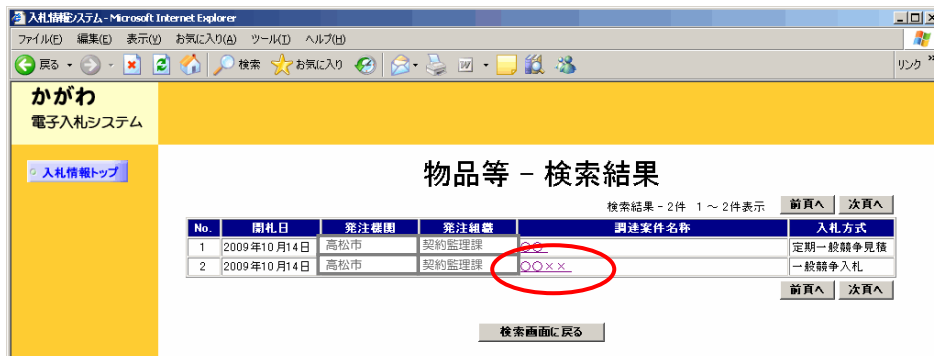 入札情報システム - Microsoft Internet Explorer
ファイル(F) 編集(E) 表示(V) お気に入り(A) ツール(T) ヘルプ(H)
戻る 検索 お気に入り リンク »
かがわ
電子入札システム
入札情報トップ
物品等 - 検索結果
検索結果 - 2件 1 ~ 2件表示 前頁へ 次頁へ
No. 開札日 発注機関 発注組織 調達案件名称 入札方式
1 2009年10月14日 高松市 契約監理課 ○○ 定期一般競争見積
2 2009年10月14日 高松市 契約監理課 ○○×× 一般競争入札
前頁へ 次頁へ
検索画面に戻る